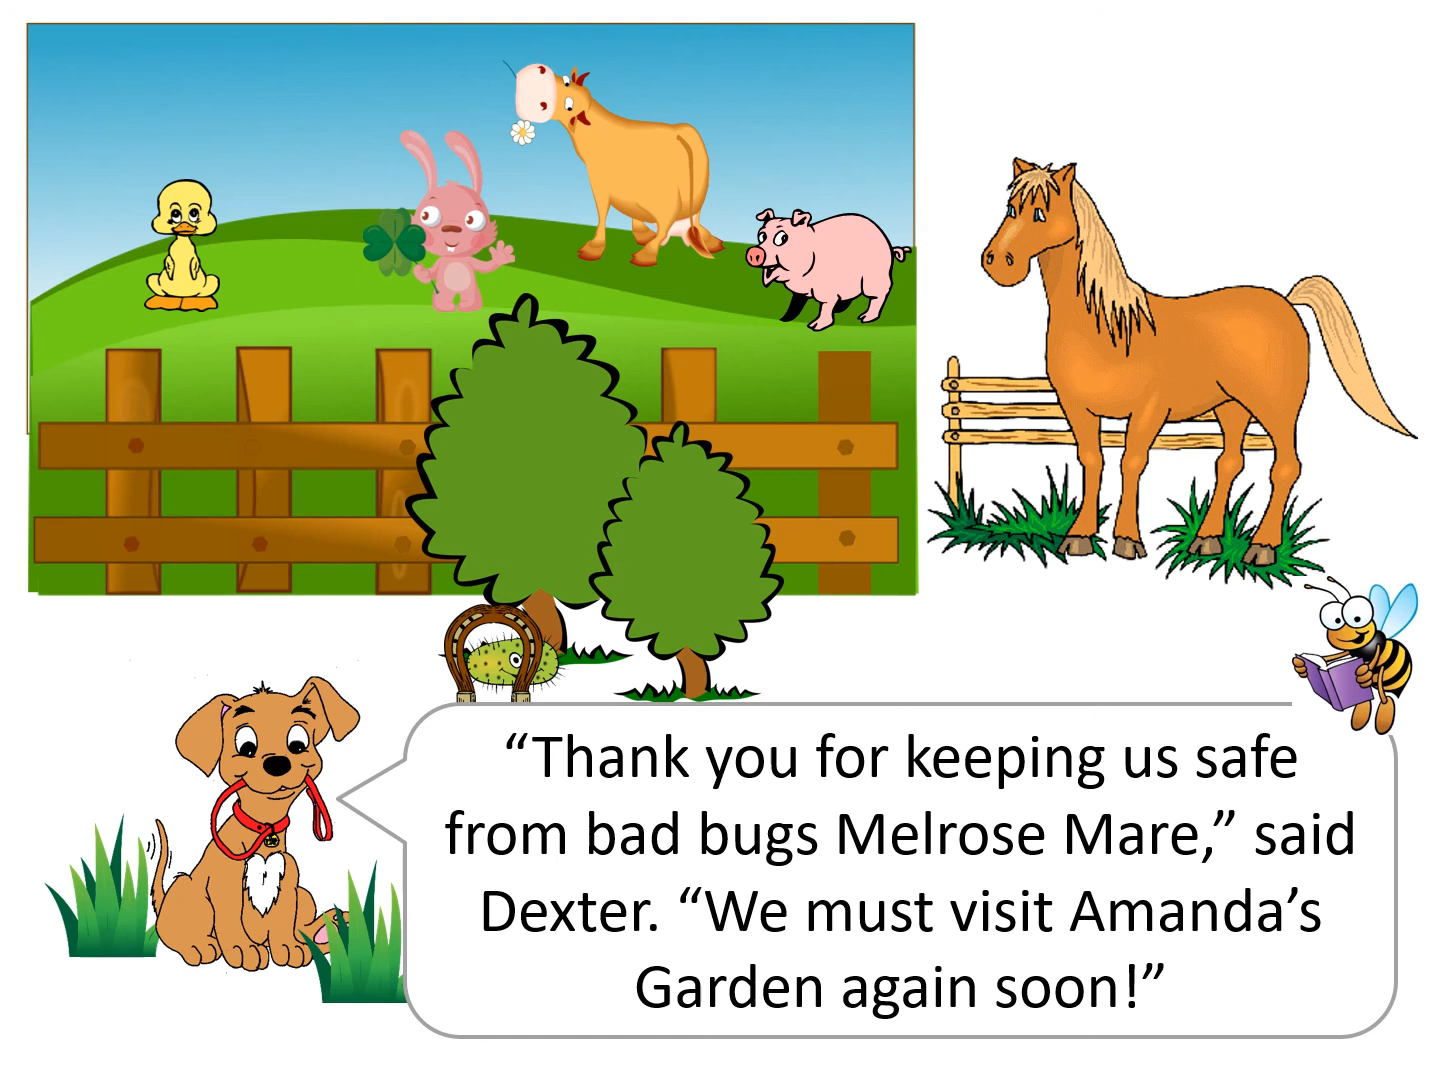 “Thank you for keeping us safe
from bad bugs Melrose Mare,” said
Dexter. “We must visit Amanda’s
Garden again soon!”